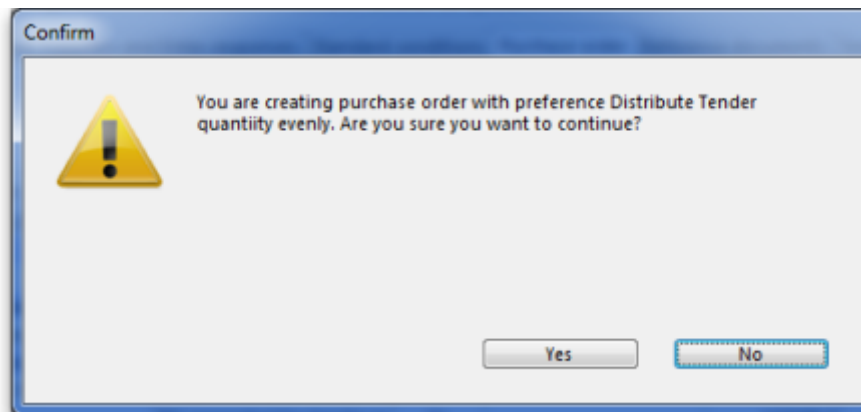 Confirm
You are creating purchase order with preference Distribute Tender
quantiity evenly. Are you sure you want to continue?
Yes
No